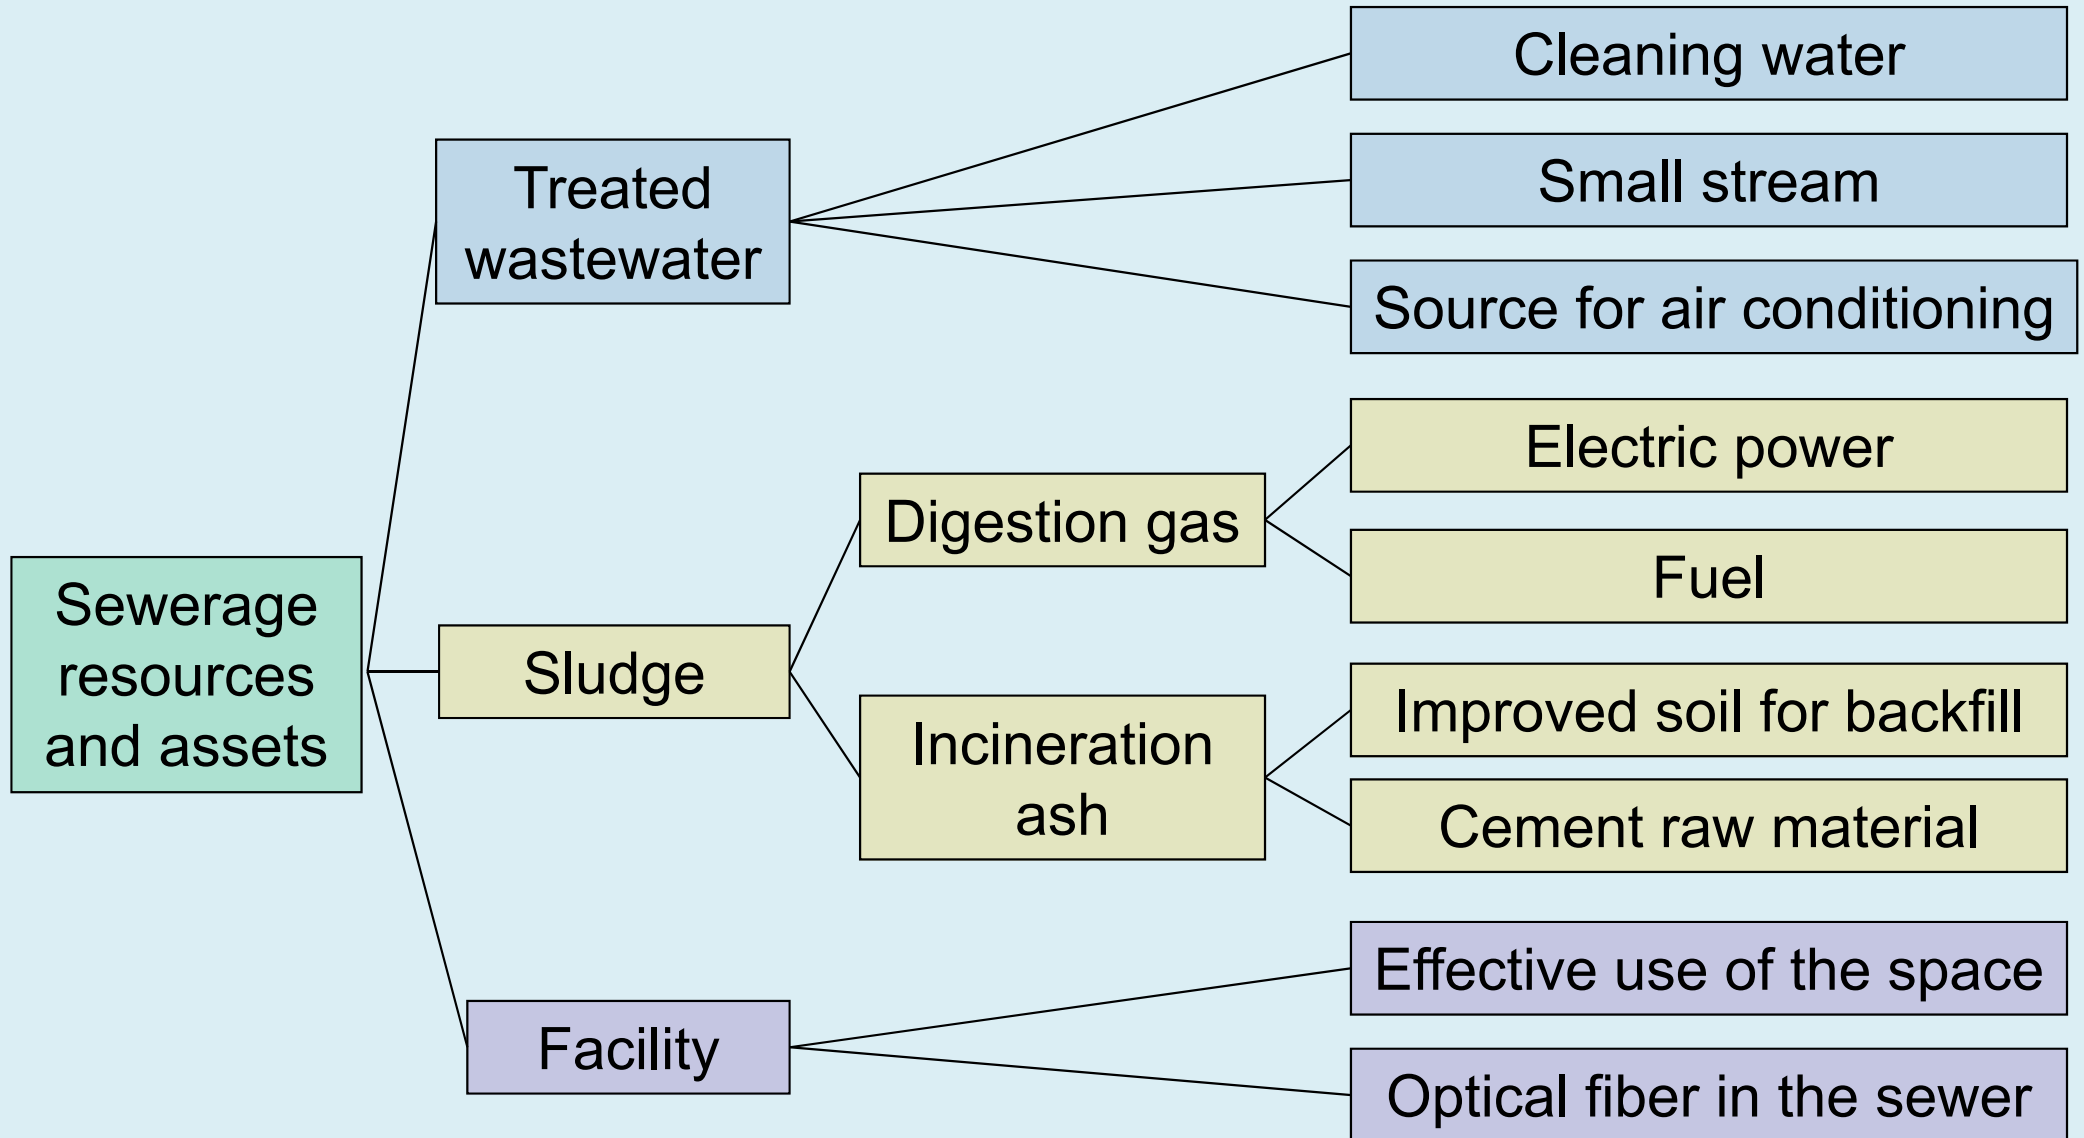 Cleaning water
Treated
wastewater
Small stream
Source for air conditioning
Sewerage
resources
and assets
Sludge
Digestion gas
Electric power
Fuel
Incineration
ash
Improved soil for backfill
Cement raw material
Facility
Effective use of the space
Optical fiber in the sewer